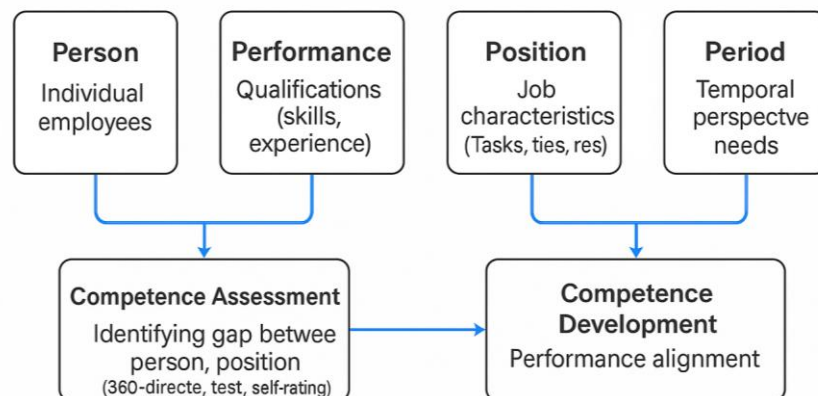 Person
Individual
employees
Performance
Qualifications
(skills,
experience)
Position
Job
characteristics
(Tasks, ties, res)
Period
Temporal
perspectve
needs
Competence Assessment
Identifying gap betwee
person, position
(360-directe, test, self-rating)
Competence
Development
Performance alignment